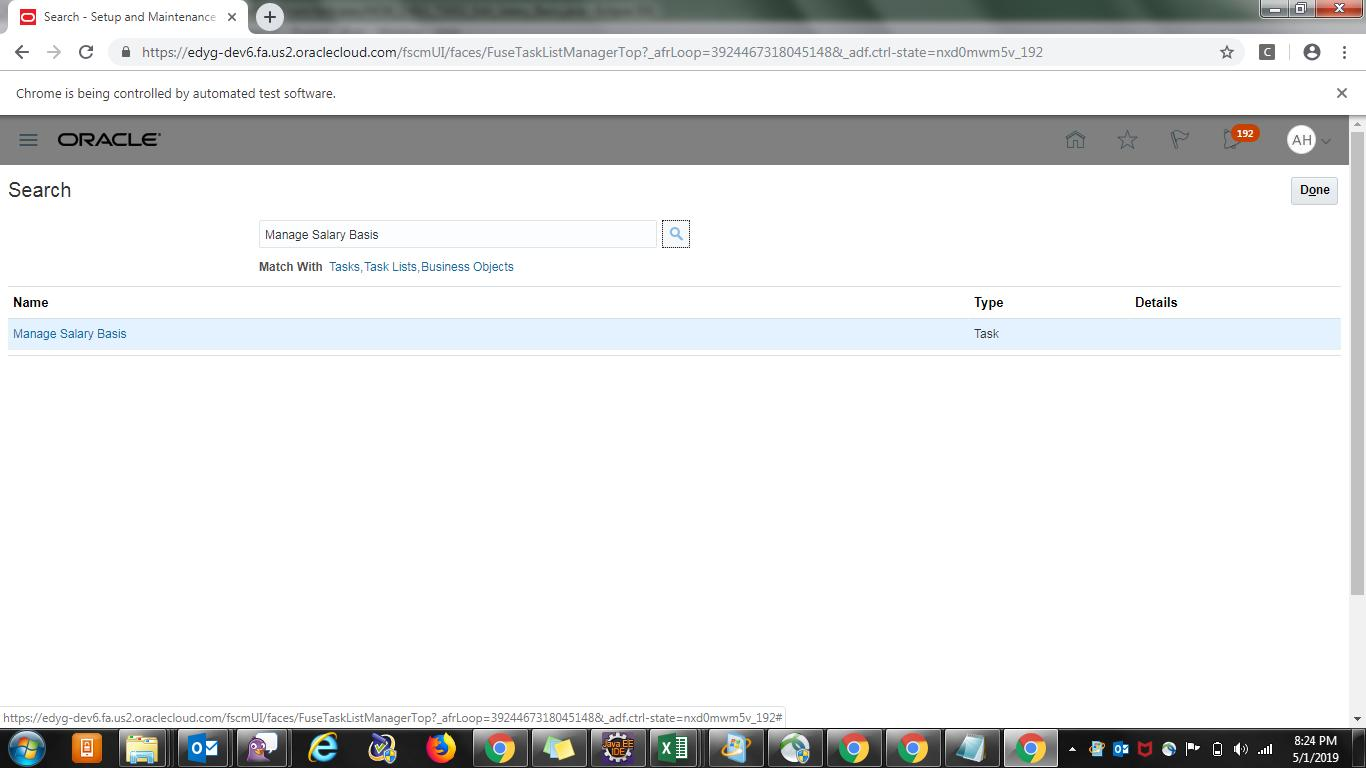 Search - Setup and Maintenance
https://edyg-dev6.fa.us2.oraclecloud.com/fscmUI/faces/FuseTaskListManagerTop?_afrLoop=3924467318045148&_adf.ctrl-state=nxd0mwm5v_192
C
Chrome is being controlled by automated test software.
ORACLE
192
AH
Search
Done
Manage Salary Basis
Match With Tasks, Task Lists, Business Objects
Name Type Details
Manage Salary Basis Task
https://edyg-dev6.fa.us2.oraclecloud.com/fscmUI/faces/FuseTaskListManagerTop?_afrLoop=3924467318045148&_adf.ctrl-state=nxd0mwm5v_192#
Java EE
IDE
8:24 PM
5/1/2019